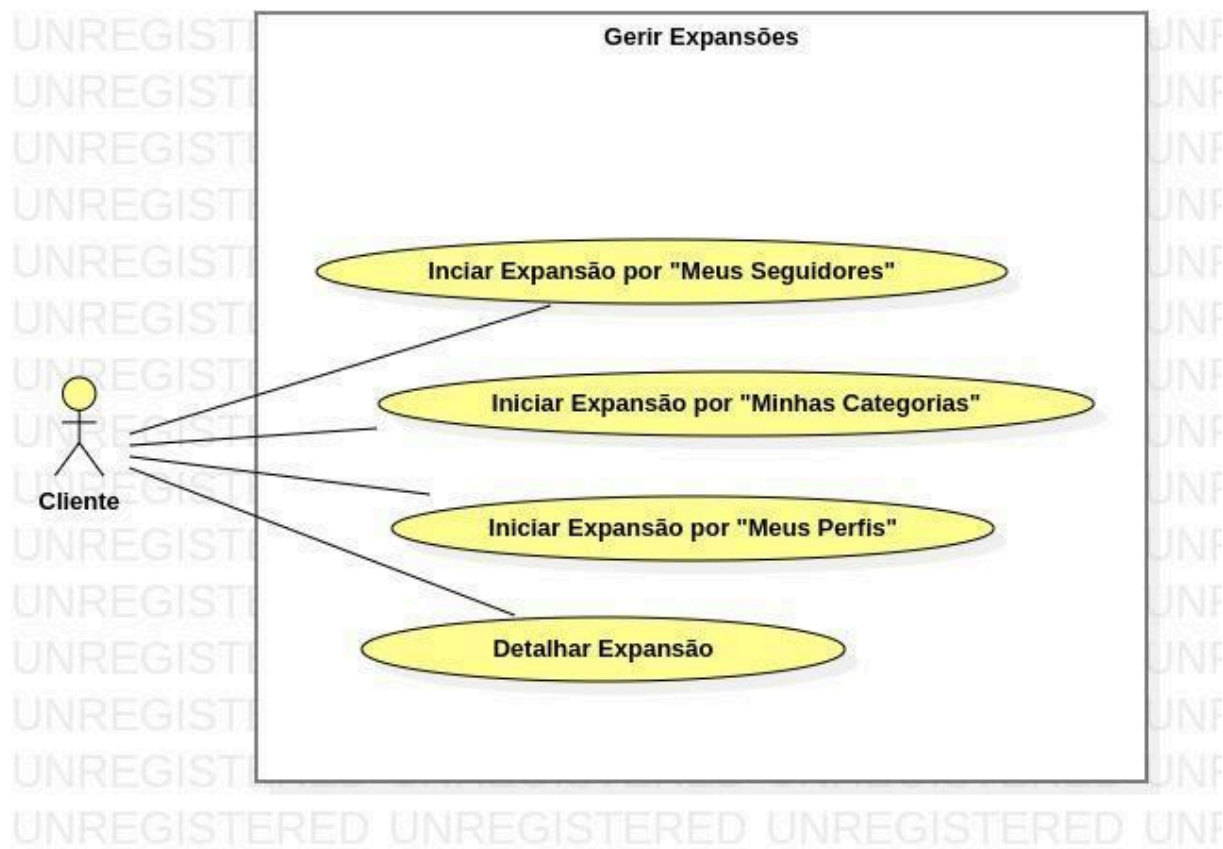 Gerir Expansões
Inciar Expansão por "Meus Seguidores"
Iniciar Expansão por "Minhas Categorias"
Iniciar Expansão por "Meus Perfis"
Cliente
Detalhar Expansão
UNREGISTERED UNREGISTERED UNREGISTERED